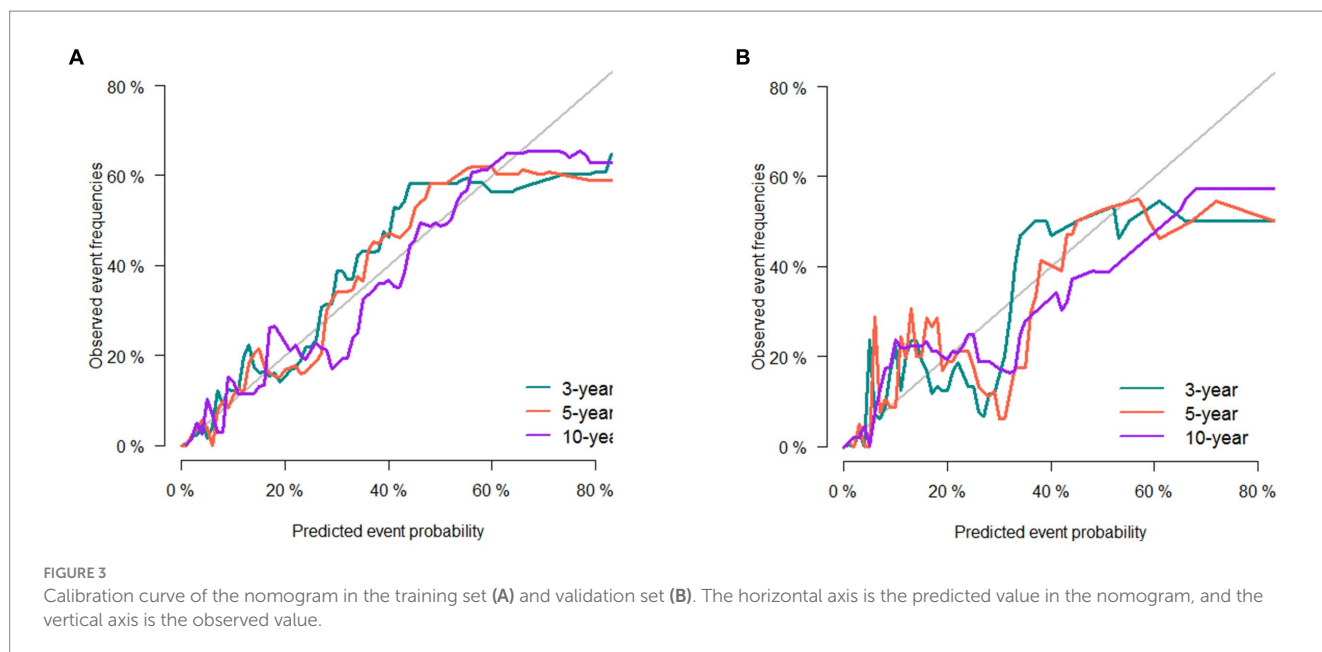 A
80 %
60 %
40 %
20 %
0 %
Observed event frequencies
3-year
5-year
10-yea
0 %
20 %
40 %
60 %
80 %
Predicted event probability
B
80 %
60 %
40 %
20 %
0 %
Observed event frequencies
3-year
5-year
10-year
0 %
20 %
40 %
60 %
80 %
Predicted event probability
FIGURE 3
Calibration curve of the nomogram in the training set (A) and validation set (B). The horizontal axis is the predicted value in the nomogram, and the
vertical axis is the observed value.